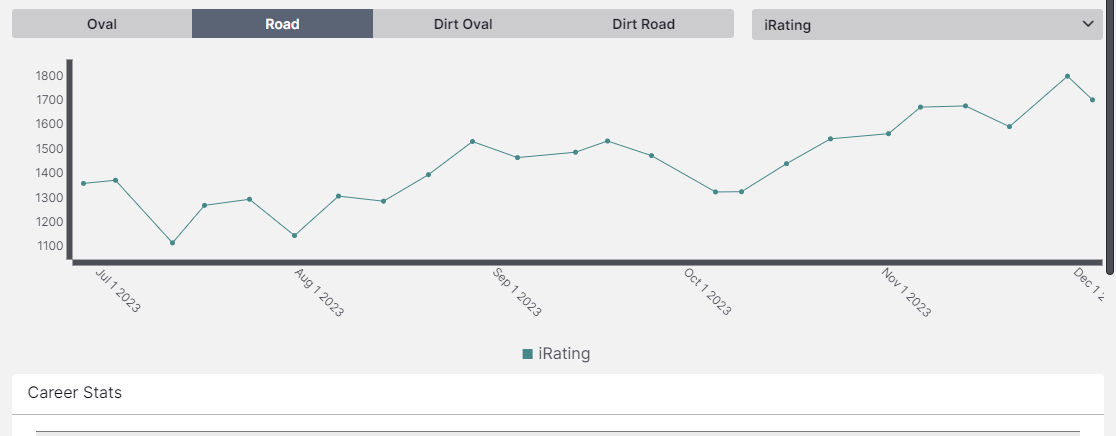 Oval Road Dirt Oval Dirt Road iRating
1800
1700
1600
1500
1400
1300
1200
1100
Jul 1 2023 Aug 1 2023 Sep 1 2023 Oct 1 2023 Nov 1 2023 Dec 1 2
iRating
Career Stats